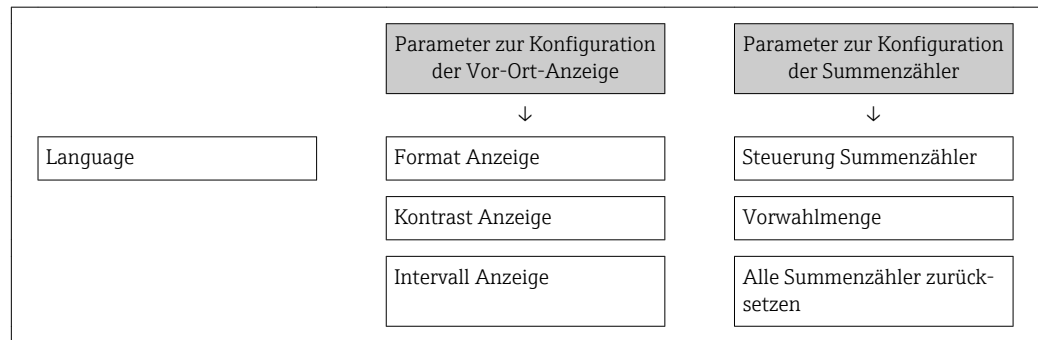 Parameter zur Konfiguration
der Vor-Ort-Anzeige
Parameter zur Konfiguration
der Summenzähler
↓
↓
Language
Format Anzeige
Steuerung Summenzähler
Kontrast Anzeige
Vorwahlmenge
Intervall Anzeige
Alle Summenzähler zurück-
setzen